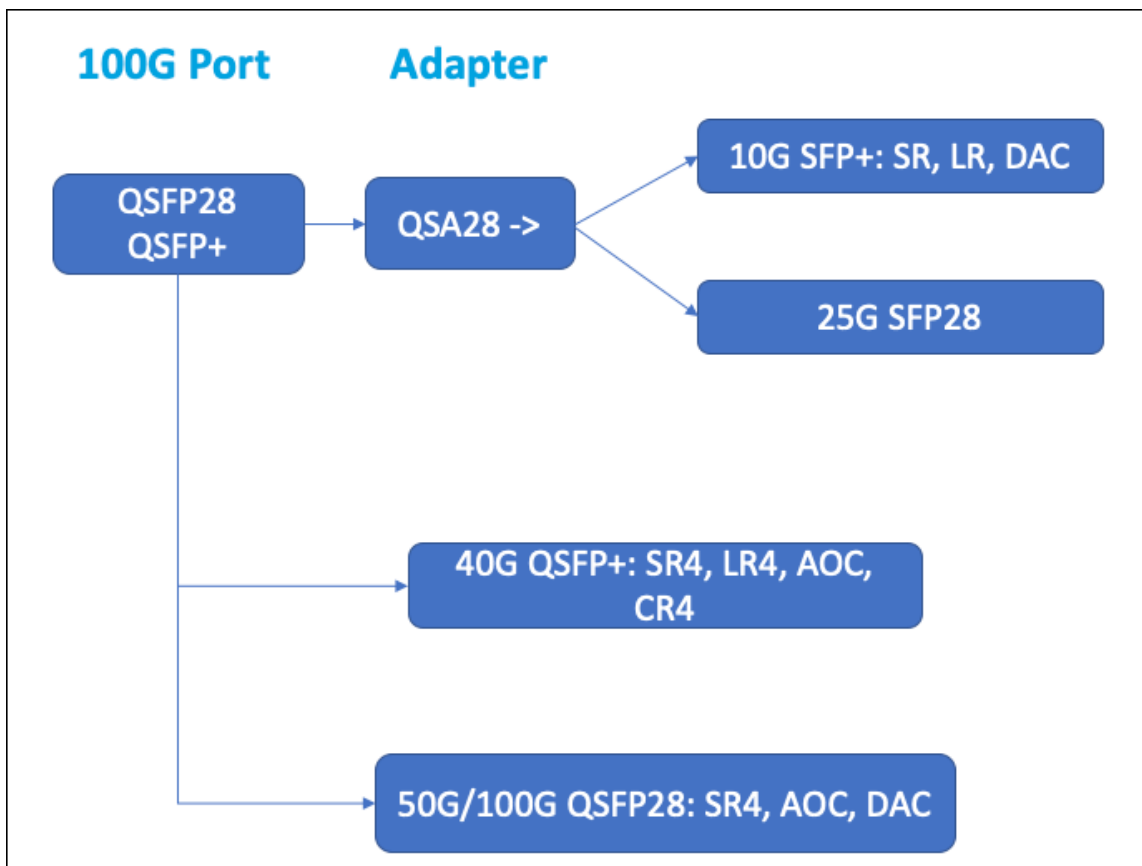 100G Port
Adapter
QSFP28
QSFP+
QSA28 ->
10G SFP+: SR, LR, DAC
25G SFP28
40G QSFP+: SR4, LR4, AOC,
CR4
50G/100G QSFP28: SR4, AOC, DAC